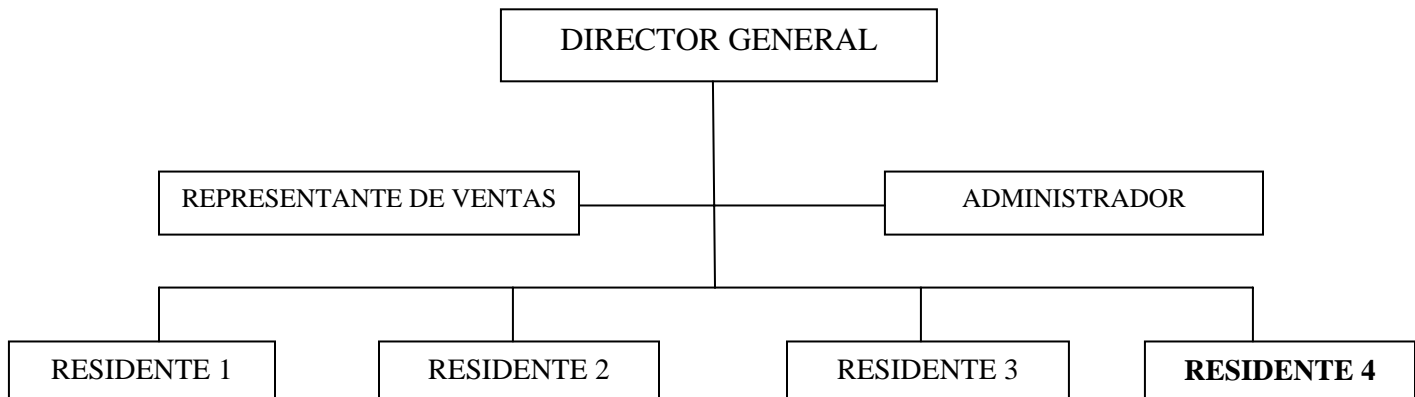 DIRECTOR GENERAL
REPRESENTANTE DE VENTAS
ADMINISTRADOR
RESIDENTE 1
RESIDENTE 2
RESIDENTE 3
RESIDENTE 4